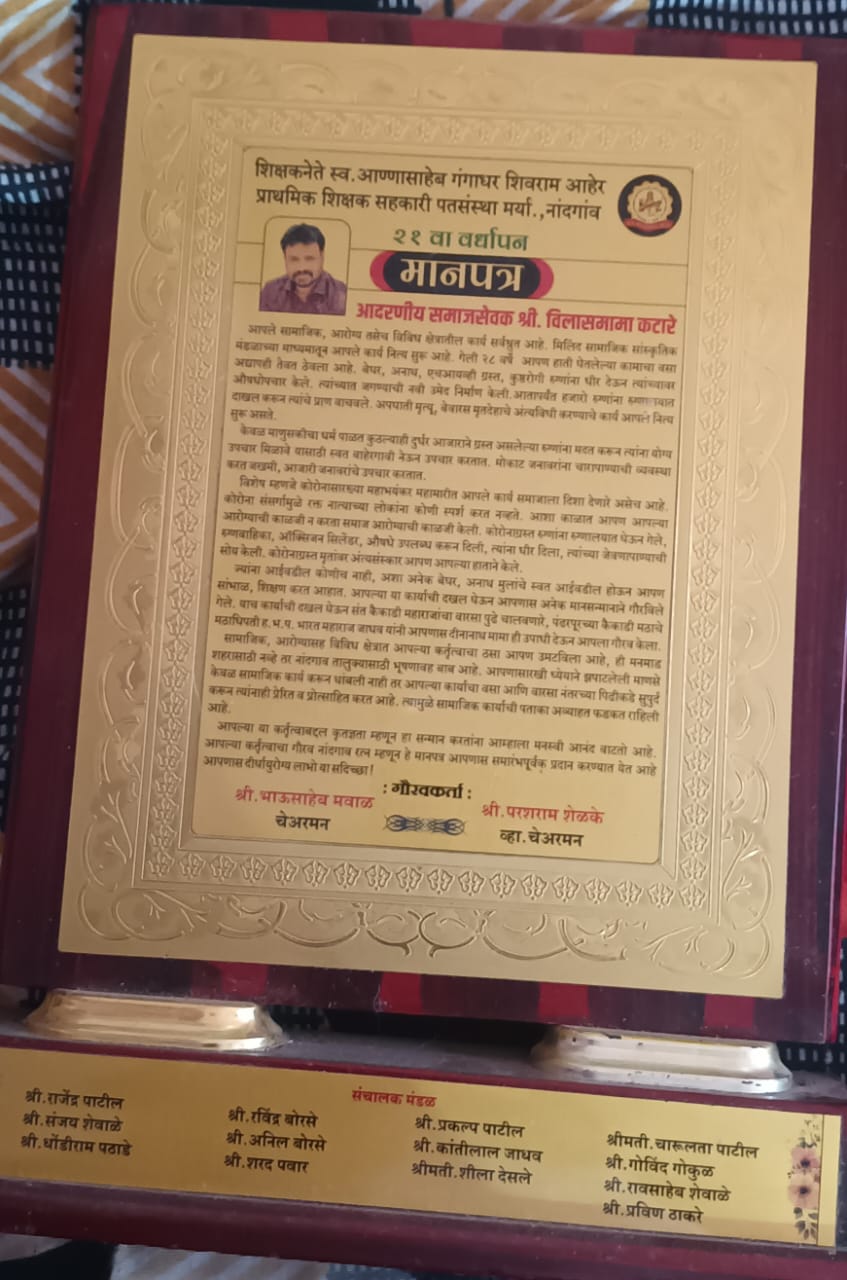 शिक्षकनेते स्व.आण्णासाहेब गंगाधर शिवराम आहेर
प्राथमिक शिक्षक सहकारी पतसंस्था मर्या.,नांदगांव
२१ वा वर्धापन
मानपत्र
आदरणीय समाजसेवक श्री. विलासमामा कटारे
आपले सामाजिक, आरोग्य तसेच विविध क्षेत्रातील कार्य सर्वश्रुत आहे. मिलिंद सामाजिक सांस्कृतिक
मंडळाच्या माध्यमातून आपले कार्य नित्य सुरू आहे. गेली २८ वर्षे आपण हाती घेतलेल्या कामाचा वसा
अद्यापही तेवत ठेवला आहे. बेघर, अनाथ, एचआयव्ही ग्रस्त, कुष्ठरोगी रुग्णांना धीर देऊन त्यांच्यावर
औषधोपचार केले. त्यांच्यात जगण्याची नवी उमेद निर्माण केली.आतापर्यंत हजारो रुग्णांना रुग्णालयात
दाखल करून त्यांचे प्राण वाचवले. अपघाती मृत्यू, बेवारस मृतदेहाचे अंत्यविधी करण्याचे कार्य आपले नित्य
सुरू असते.
केवळ माणुसकीचा धर्म पाळत कुठल्याही दुर्धर आजाराने ग्रस्त असलेल्या रुग्णांना मदत करून त्यांना योग्य
उपचार मिळावे यासाठी स्वत बाहेरगावी नेऊन उपचार करतात. मोकाट जनावरांना चारापाण्याची व्यवस्था
करत जखमी, आजारी जनावरांचे उपचार करतात.
विशेष म्हणजे कोरोनासारख्या महाभयंकर महामारीत आपले कार्य समाजाला दिशा देणारे असेच आहे.
कोरोना संसर्गामुळे रक्त नात्याच्या लोकांना कोणी स्पर्श करत नव्हते. आशा काळात आपण आपल्या
आरोग्याची काळजी न करता समाज आरोग्याची काळजी केली. कोरोनाग्रस्त रुग्णांना रुग्णालयात घेऊन गेले,
रुग्णवाहिका, ऑक्सिजन सिलेंडर, औषधे उपलब्ध करून दिली, त्यांना धीर दिला, त्यांच्या जेवणापाण्याची
सोय केली. कोरोनाग्रस्त मृतांवर अंत्यसंस्कार आपण आपल्या हाताने केले.
ज्यांना आईवडील कोणीच नाही, अशा अनेक बेघर, अनाथ मुलांचे स्वत आईवडील होऊन आपण
सांभाळ, शिक्षण करत आहात. आपल्या या कार्याची दखल घेऊन आपणास अनेक मानसन्मानाने गौरविले
गेले. याच कार्याची दखल घेऊन संत कैकाडी महाराजांचा वारसा पुढे चालवणारे, पंढरपूरच्या कैकाडी मठाचे
मठाधिपती ह.भ.प. भारत महाराज जाधव यांनी आपणास दीनानाथ मामा ही उपाधी देऊन आपला गौरव केला.
सामाजिक, आरोग्यासह विविध क्षेत्रात आपल्या कर्तृत्वाचा ठसा आपण उमटविला आहे, ही मनमाड
शहरासाठी नव्हे तर नांदगाव तालुक्यासाठी भूषणावह बाब आहे. आपणासारखी ध्येयाने झपाटलेली माणसे
केवळ सामाजिक कार्य करून थांबली नाही तर आपल्या कार्याचा वसा आणि वारसा नंतरच्या पिढीकडे सुपुर्द
करून त्यांनाही प्रेरित व प्रोत्साहित करत आहे. त्यामुळे सामाजिक कार्याची पताका अव्याहत फडकत राहिली
आहे.
आपल्या या कर्तृत्वाबद्दल कृतज्ञता म्हणून हा सन्मान करतांना आम्हाला मनस्वी आनंद वाटतो आहे.
आपल्या कर्तृत्वाचा गौरव नांदगाव रत्न म्हणून हे मानपत्र आपणास समारंभपूर्वक प्रदान करण्यात येत आहे
आपणास दीर्घायुरोग्य लाभो या सदिच्छा!
: गौरवकर्ता :
श्री.भाऊसाहेब मवाळ श्री.परशराम शेळके
चेअरमन व्हा.चेअरमन
संचालक मंडळ
श्री.राजेंद्र पाटील श्री.रविंद्र बोरसे श्री.प्रकल्प पाटील श्रीमती.चारूलता पाटील
श्री.संजय शेवाळे श्री.अनिल बोरसे श्री.कांतीलाल जाधव श्री.गोविंद गोकुळ
श्री.धोंडीराम पठाडे श्री.शरद पवार श्रीमती.शीला देसले श्री.रावसाहेब शेवाळे
श्री.प्रविण ठाकरे